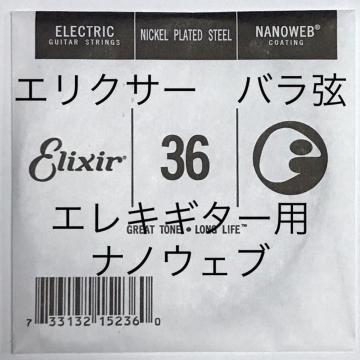 ELECTRIC
GUITAR STRINGS
NICKEL PLATED STEEL
NANOWEB®
COATING
エリクサー　バラ弦
Elixir®
36
エレキギター用
GREAT TONE • LONG LIFE™
ナノウェブ
7 33132 15236 0